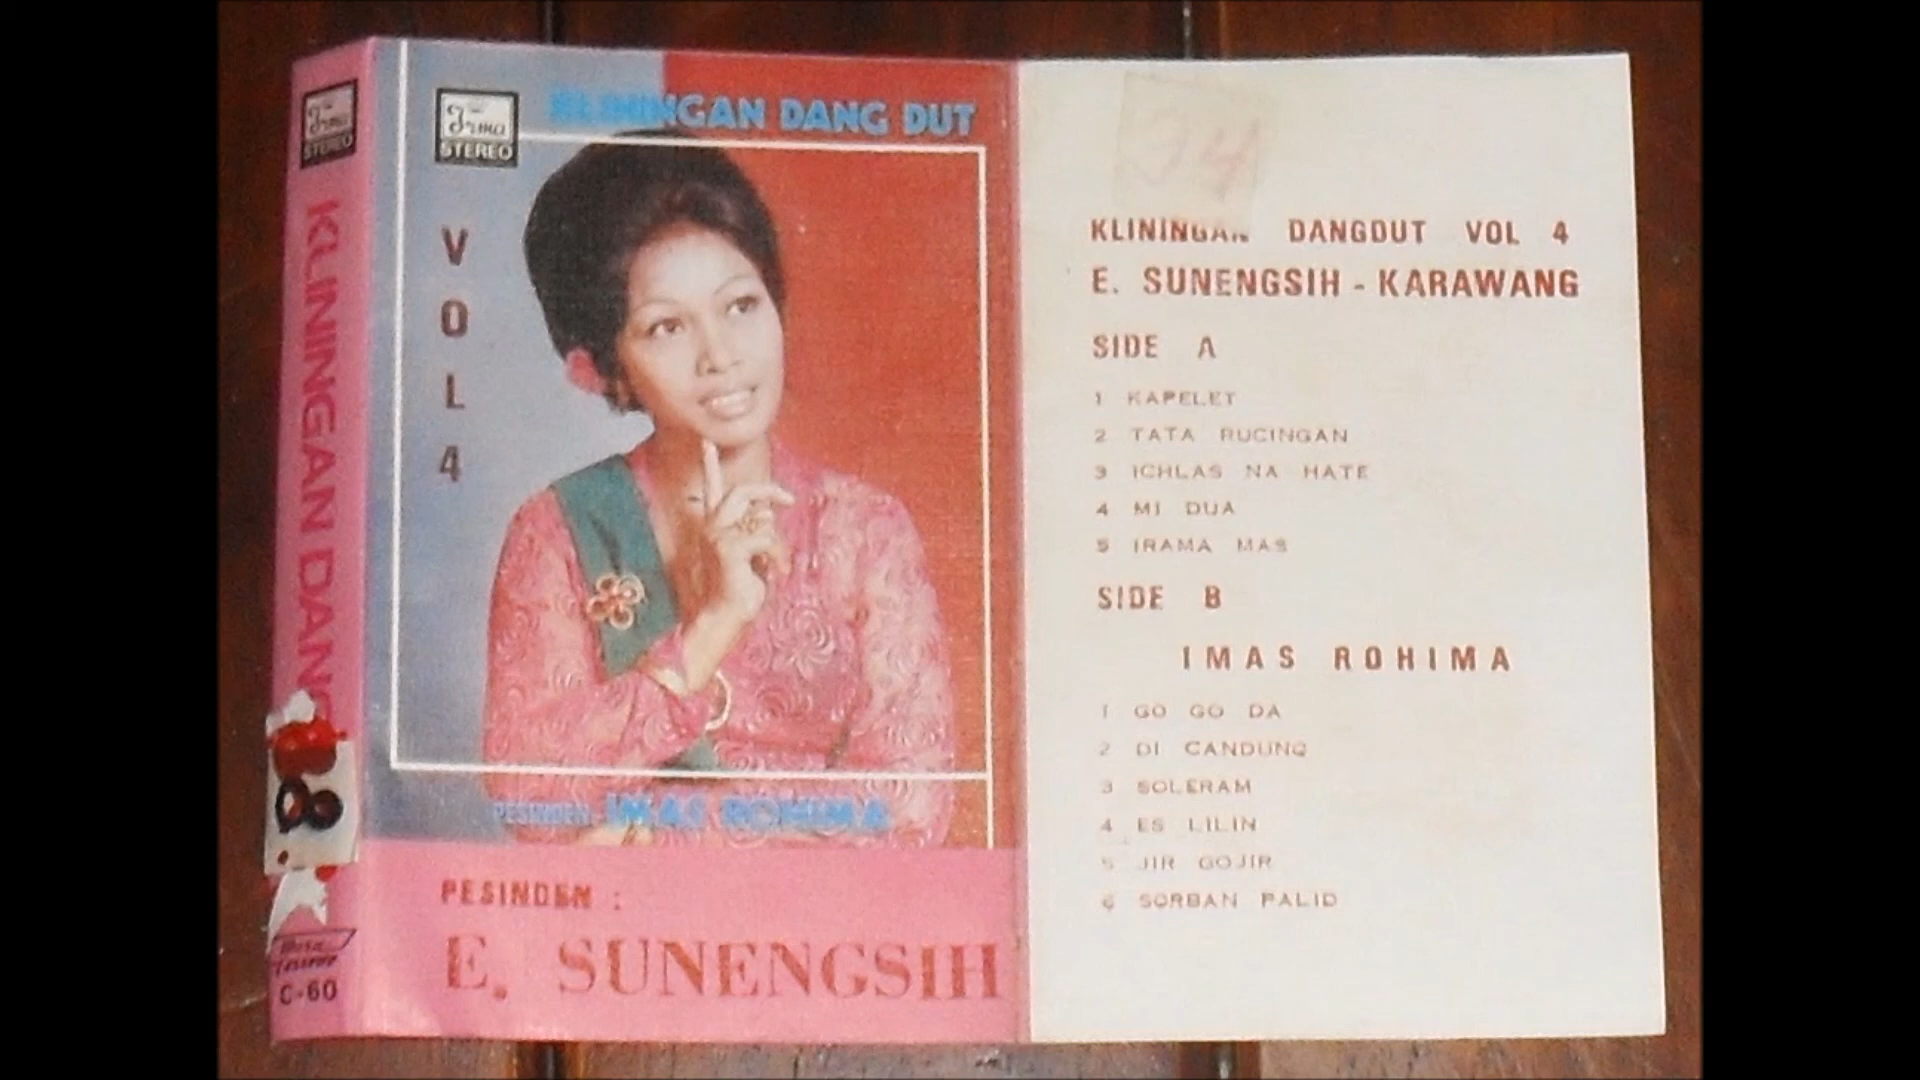 Irma
STEREO
KLININGAN DANG
C-60
Irma
STEREO
KLININGAN DANG DUT
VOL 4
PESINDEN IMAS ROHIMA
PESINDEN :
E. SUNENGSIH
KLININGAN DANGDUT VOL 4
E. SUNENGSIH - KARAWANG
SIDE A
1 KAPELET
2 TATA RUCINGAN
3 ICHLAS NA HATE
4 MI DUA
5 IRAMA MAS
SIDE B
IMAS ROHIMA
1 GO GO DA
2 DI CANDUNG
3 SOLERAM
4 ES LILIN
5 JIR GOJIR
6 SORBAN PALID